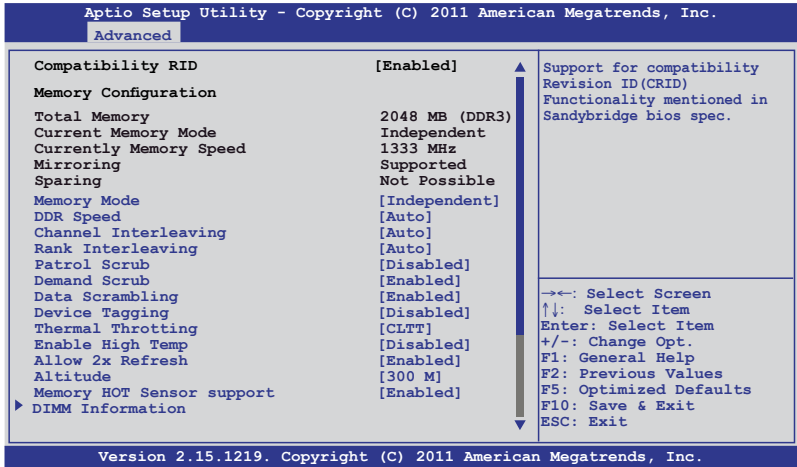 Aptio Setup Utility - Copyright (C) 2011 American Megatrends, Inc.
Advanced
Compatibility RID [Enabled]
Memory Configuration
Total Memory 2048 MB (DDR3)
Current Memory Mode Independent
Currently Memory Speed 1333 MHz
Mirroring Supported
Sparing Not Possible
Memory Mode [Independent]
DDR Speed [Auto]
Channel Interleaving [Auto]
Rank Interleaving [Auto]
Patrol Scrub [Disabled]
Demand Scrub [Enabled]
Data Scrambling [Enabled]
Device Tagging [Disabled]
Thermal Throtting [CLTT]
Enable High Temp [Disabled]
Allow 2x Refresh [Enabled]
Altitude [300 M]
Memory HOT Sensor support [Enabled]
DIMM Information
Support for compatibility
Revision ID(CRID)
Functionality mentioned in
Sandybridge bios spec.
→←: Select Screen
↑↓: Select Item
Enter: Select Item
+/-: Change Opt.
F1: General Help
F2: Previous Values
F5: Optimized Defaults
F10: Save & Exit
ESC: Exit
Version 2.15.1219. Copyright (C) 2011 American Megatrends, Inc.